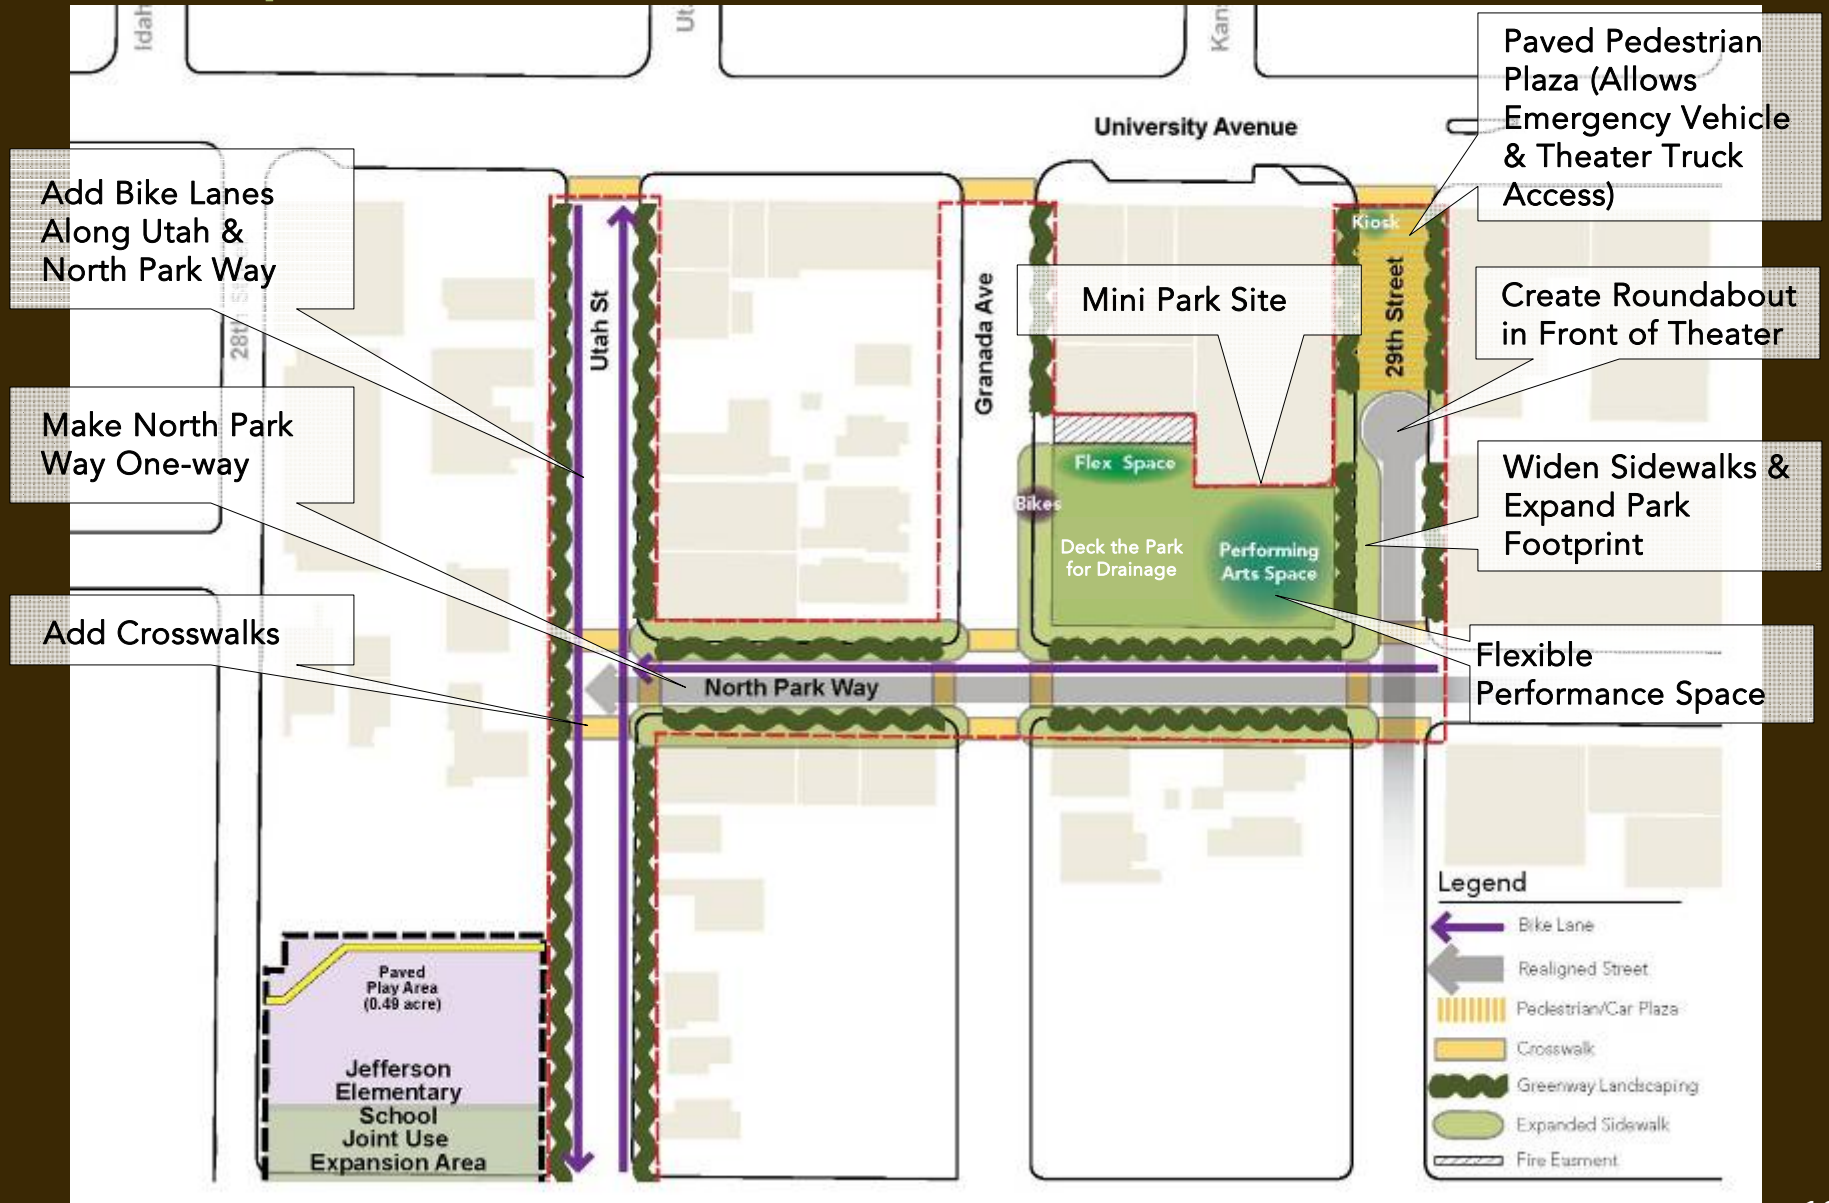 University Avenue
Paved Pedestrian
Plaza (Allows
Emergency Vehicle
& Theater Truck
Access)
Add Bike Lanes
Along Utah &
North Park Way
28th
Utah St
Granada Ave
Kiosk
29th Street
Mini Park Site
Create Roundabout
in Front of Theater
Make North Park
Way One-way
Flex Space
Bikes
Deck the Park
for Drainage
Performing
Arts Space
Widen Sidewalks &
Expand Park
Footprint
Add Crosswalks
Flexible
Performance Space
North Park Way
Paved
Play Area
(0.49 acre)
Jefferson
Elementary
School
Joint Use
Expansion Area
Legend
Bike Lane
Realigned Street
Pedestrian/Car Plaza
Crosswalk
Greenway Landscaping
Expanded Sidewalk
Fire Easment